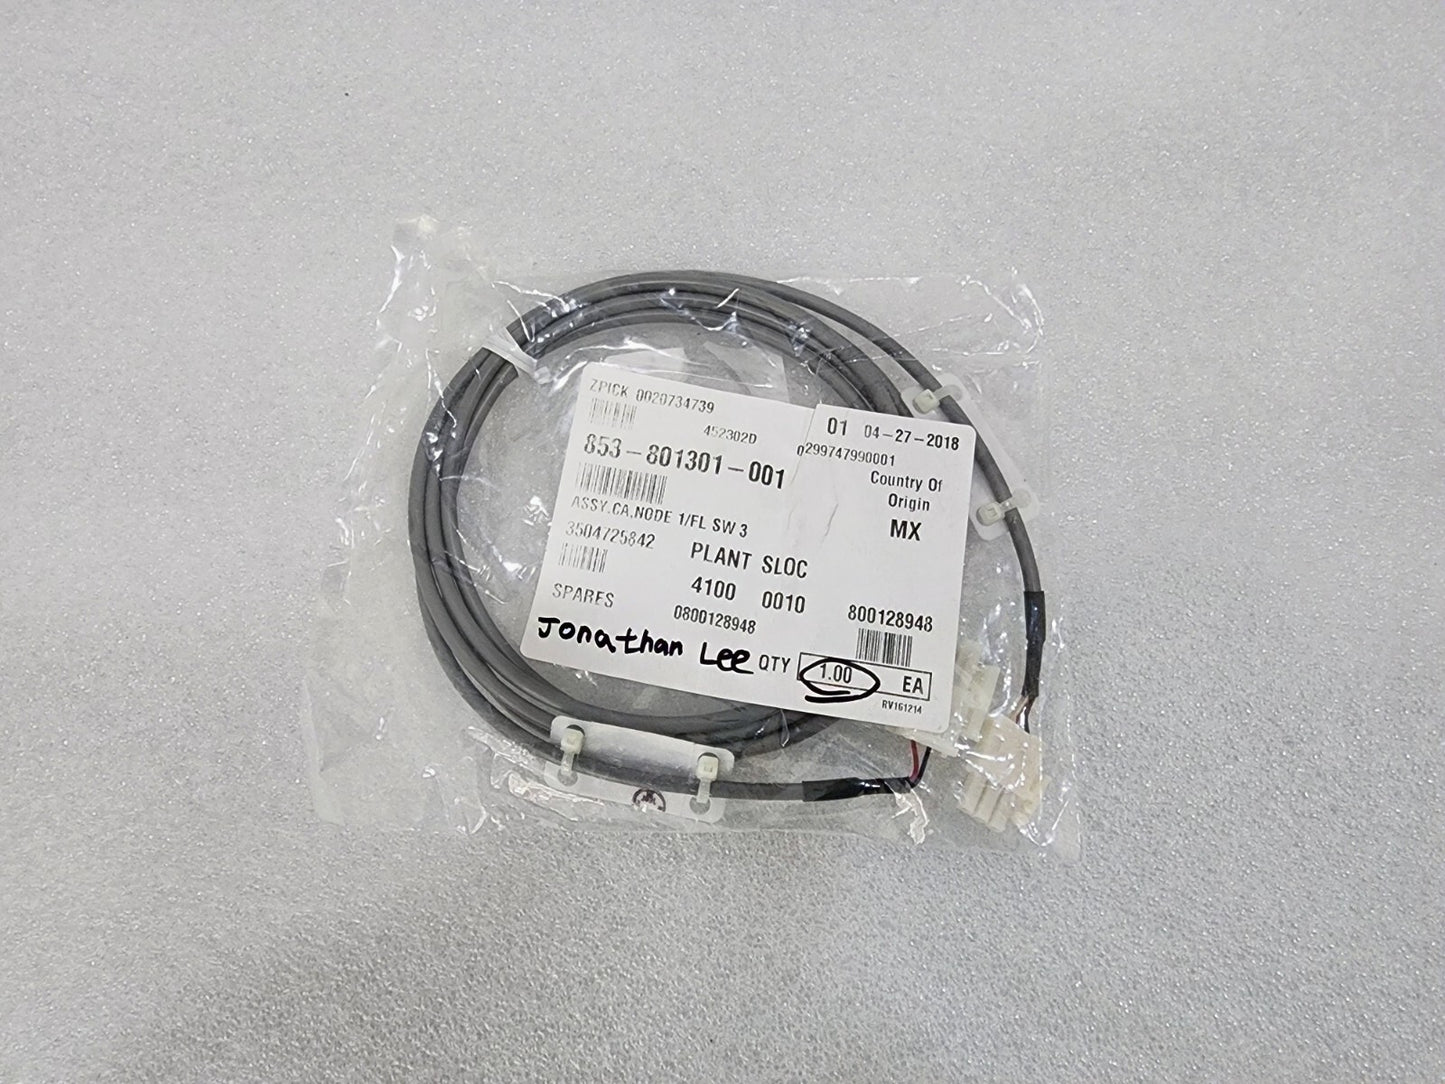 ZPICK 0020734739
01 04-27-2018
452302D
0299747990001
853-801301-001
Country Of
Origin
MX
ASSY,CA,NODE 1/FL SW 3
3504725842
PLANT SLOC
4100 0010
SPARES
0800128948
800128948
Jonathan Lee
QTY 1.00 EA
RV161214